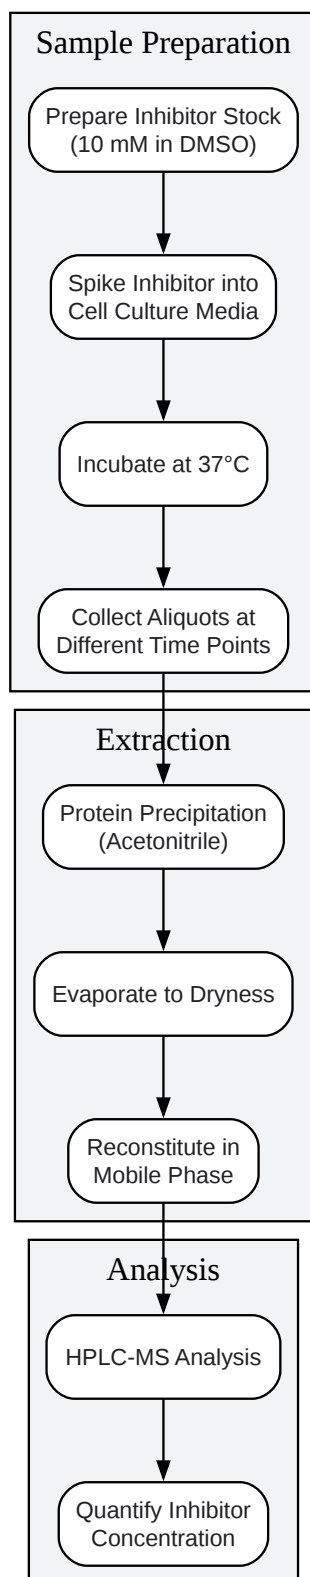 Sample Preparation
Prepare Inhibitor Stock
(10 mM in DMSO)
Spike Inhibitor into
Cell Culture Media
Incubate at 37°C
Collect Aliquots at
Different Time Points
Extraction
Protein Precipitation
(Acetonitrile)
Evaporate to Dryness
Reconstitute in
Mobile Phase
Analysis
HPLC-MS Analysis
Quantify Inhibitor
Concentration